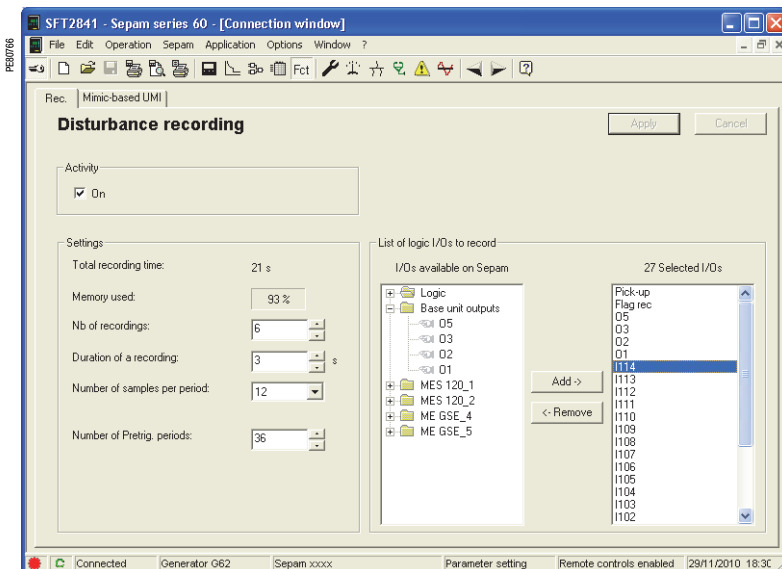 PE80766
SFT2841 - Sepam series 60 - [Connection window]
File Edit Operation Sepam Application Options Window ?
Fct
Rec. Mimic-based UMI
Disturbance recording
Apply Cancel
Activity
On
Settings
Total recording time: 21 s
Memory used: 93 %
Nb of recordings: 6
Duration of a recording: 3 s
Number of samples per period: 12
Number of Pretrig. periods: 36
List of logic I/Os to record
I/Os available on Sepam
Logic
Base unit outputs
O5
O3
O2
O1
MES 120_1
MES 120_2
ME GSE_4
ME GSE_5
Add ->
<- Remove
27 Selected I/Os
Pick-up
Flag rec
O5
O3
O2
O1
I114
I113
I112
I111
I110
I109
I108
I107
I106
I105
I104
I103
I102
Connected Generator G62 Sepam xxxx Parameter setting Remote controls enabled 29/11/2010 18:30